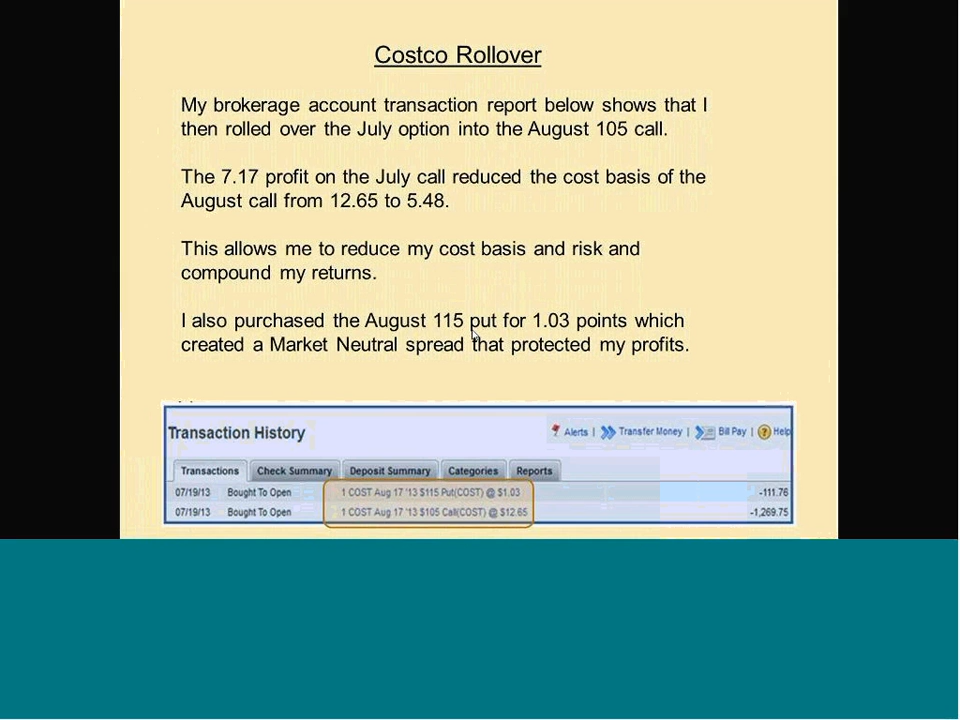 Costco Rollover
My brokerage account transaction report below shows that I
then rolled over the July option into the August 105 call.
The 7.17 profit on the July call reduced the cost basis of the
August call from 12.65 to 5.48.
This allows me to reduce my cost basis and risk and
compound my returns.
I also purchased the August 115 put for 1.03 points which
created a Market Neutral spread that protected my profits.
Transaction History
Alerts | Transfer Money | Bill Pay | Help
Transactions Check Summary Deposit Summary Categories Reports
07/19/13 Bought To Open 1 COST Aug 17 '13 $115 Put(COST) @ $1.03 -111.76
07/19/13 Bought To Open 1 COST Aug 17 '13 $105 Call(COST) @ $12.65 -1,269.75